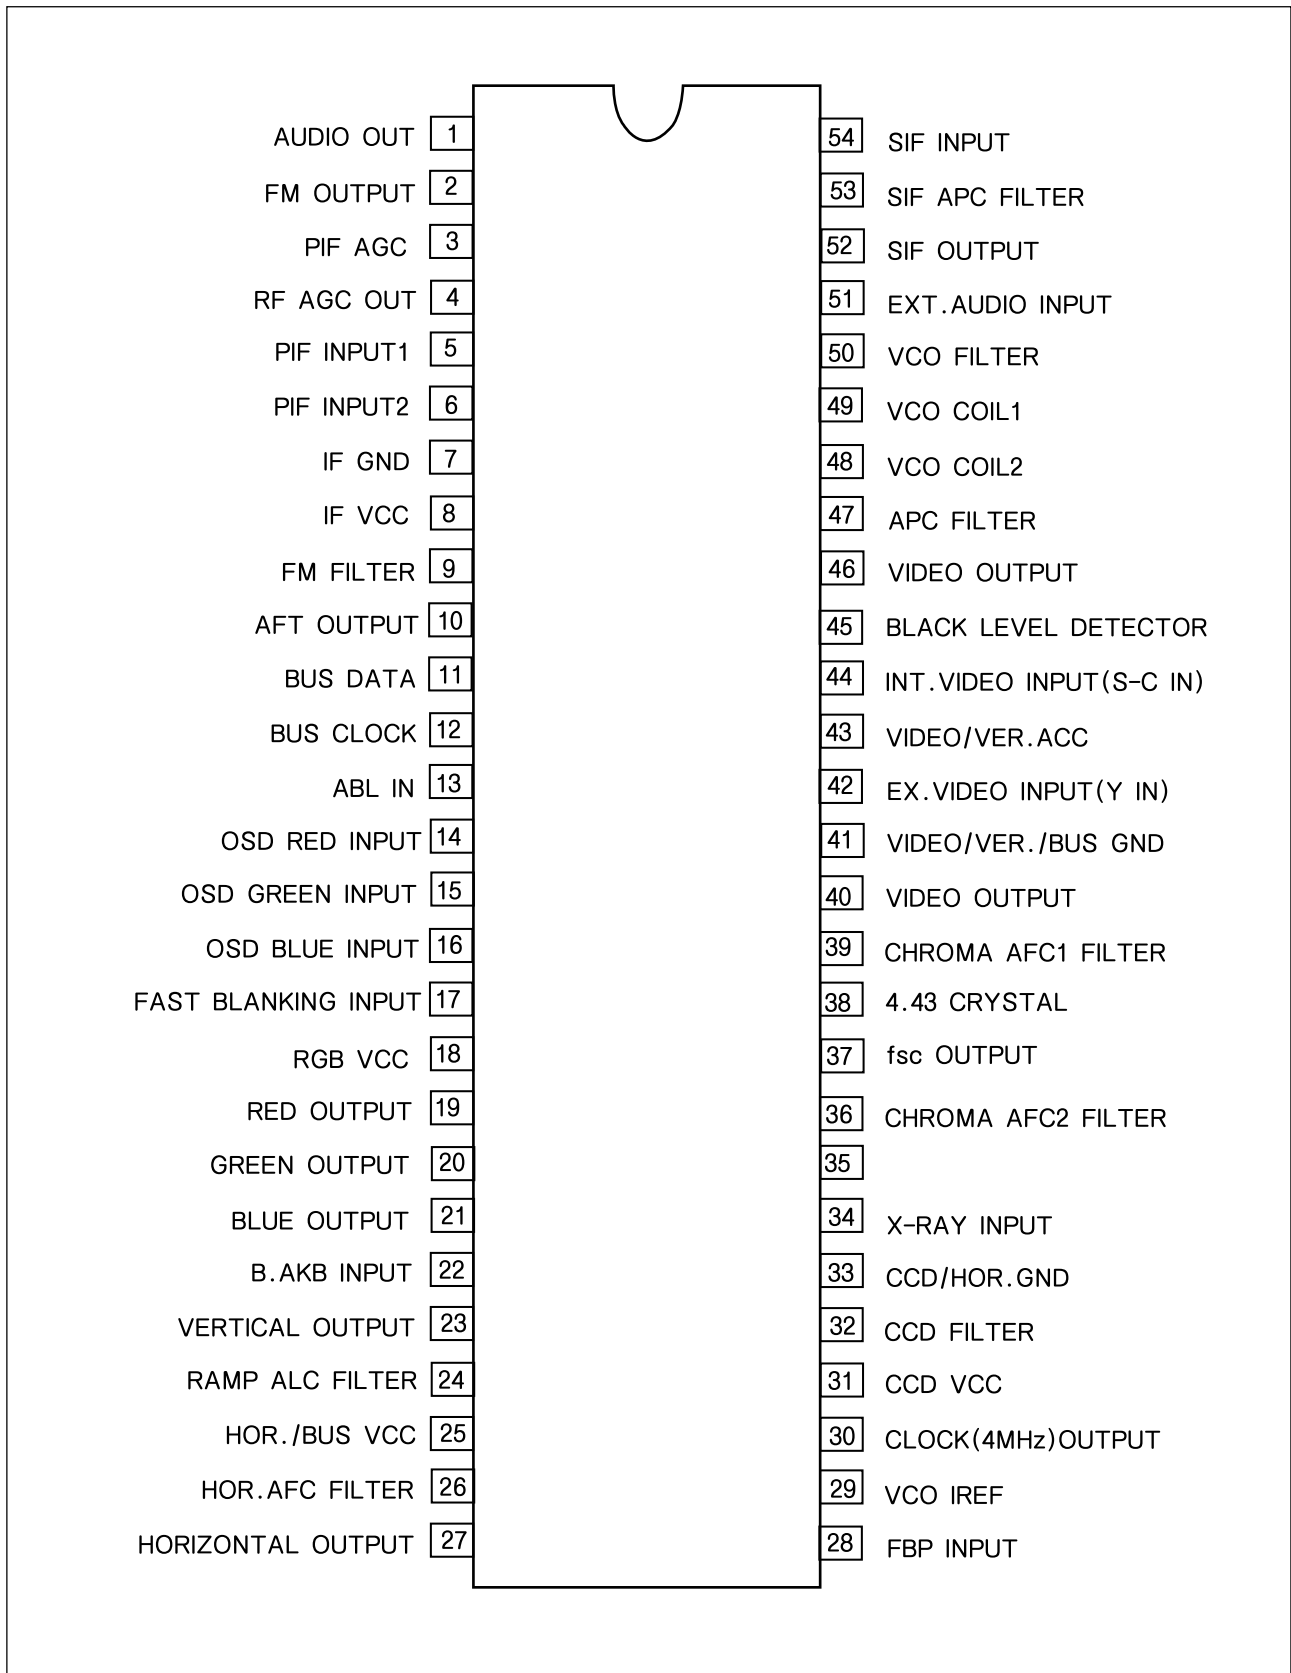 AUDIO OUT 1
FM OUTPUT 2
PIF AGC 3
RF AGC OUT 4
PIF INPUT1 5
PIF INPUT2 6
IF GND 7
IF VCC 8
FM FILTER 9
AFT OUTPUT 10
BUS DATA 11
BUS CLOCK 12
ABL IN 13
OSD RED INPUT 14
OSD GREEN INPUT 15
OSD BLUE INPUT 16
FAST BLANKING INPUT 17
RGB VCC 18
RED OUTPUT 19
GREEN OUTPUT 20
BLUE OUTPUT 21
B.AKB INPUT 22
VERTICAL OUTPUT 23
RAMP ALC FILTER 24
HOR./BUS VCC 25
HOR.AFC FILTER 26
HORIZONTAL OUTPUT 27
54 SIF INPUT
53 SIF APC FILTER
52 SIF OUTPUT
51 EXT.AUDIO INPUT
50 VCO FILTER
49 VCO COIL1
48 VCO COIL2
47 APC FILTER
46 VIDEO OUTPUT
45 BLACK LEVEL DETECTOR
44 INT.VIDEO INPUT(S-C IN)
43 VIDEO/VER.ACC
42 EX.VIDEO INPUT(Y IN)
41 VIDEO/VER./BUS GND
40 VIDEO OUTPUT
39 CHROMA AFC1 FILTER
38 4.43 CRYSTAL
37 fsc OUTPUT
36 CHROMA AFC2 FILTER
35
34 X-RAY INPUT
33 CCD/HOR.GND
32 CCD FILTER
31 CCD VCC
30 CLOCK(4MHz)OUTPUT
29 VCO IREF
28 FBP INPUT